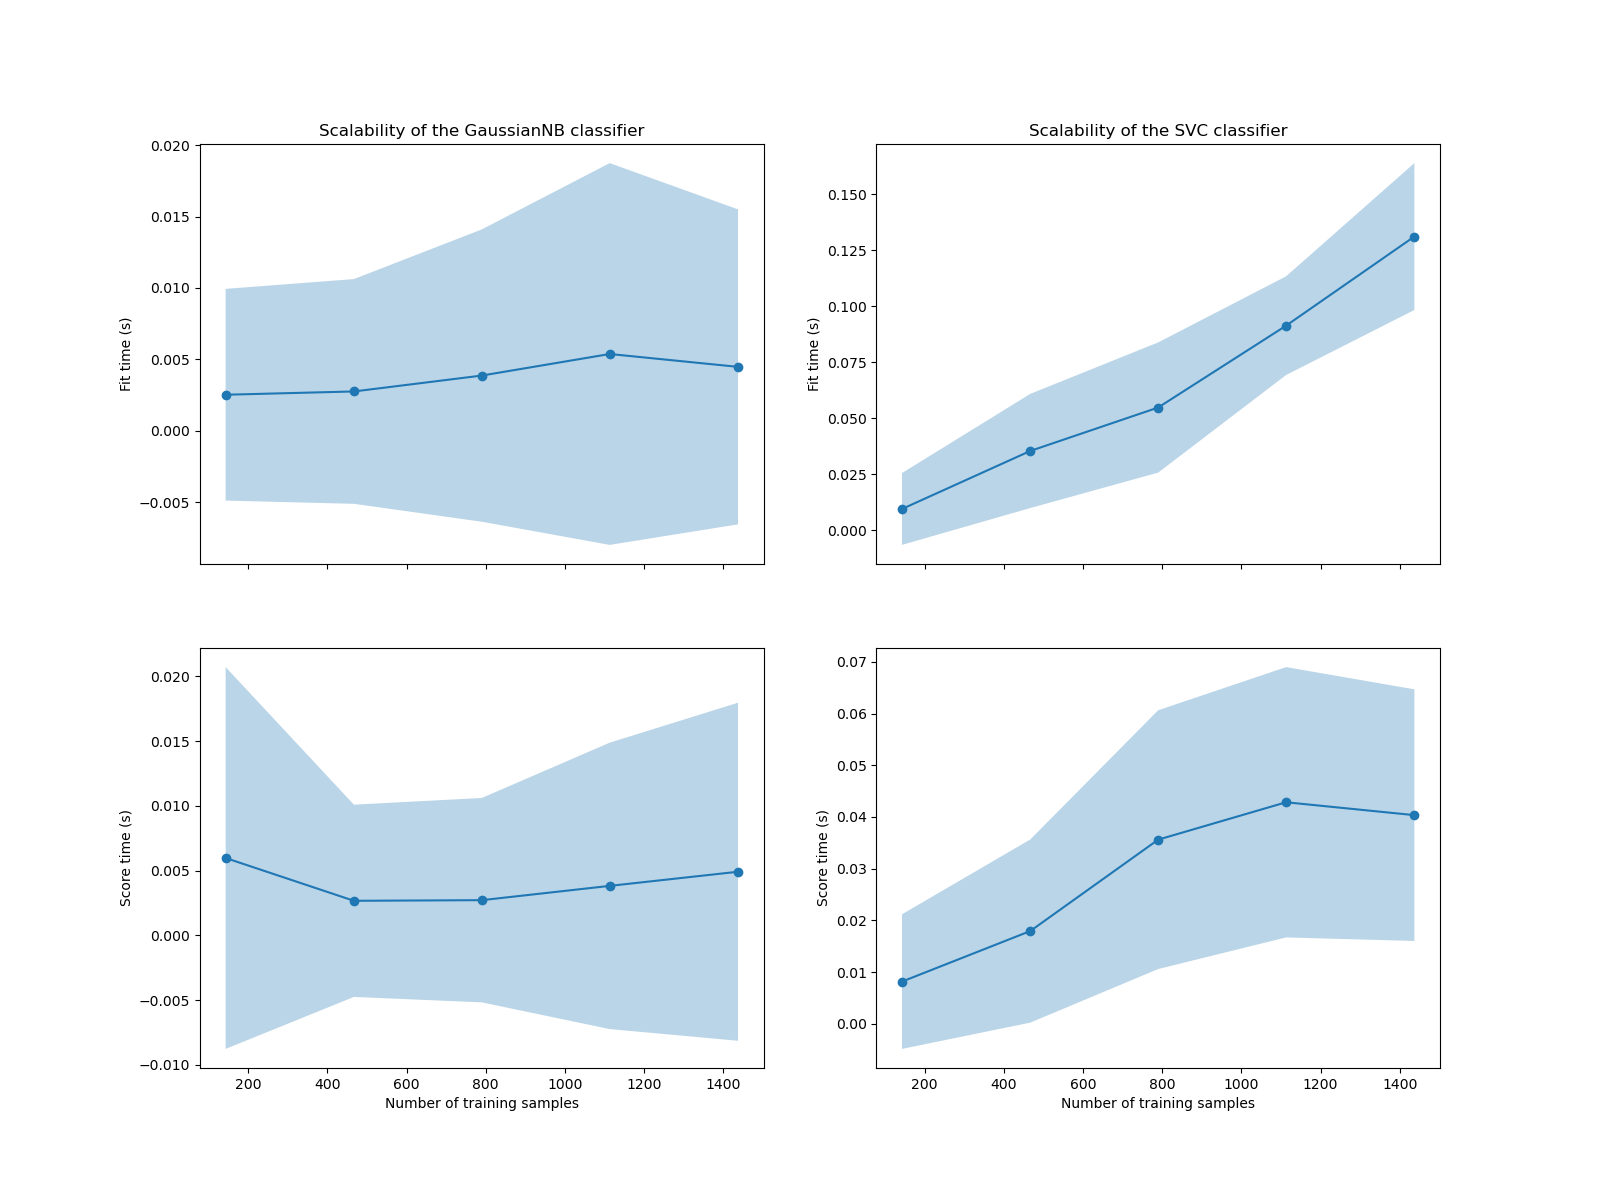 Scalability of the GaussianNB classifier
0.020
0.015
0.010
0.005
0.000
−0.005
Fit time (s)
Scalability of the SVC classifier
0.150
0.125
0.100
0.075
0.050
0.025
0.000
Fit time (s)
0.020
0.015
0.010
0.005
0.000
−0.005
−0.010
Score time (s)
200 400 600 800 1000 1200 1400
Number of training samples
0.07
0.06
0.05
0.04
0.03
0.02
0.01
0.00
Score time (s)
200 400 600 800 1000 1200 1400
Number of training samples